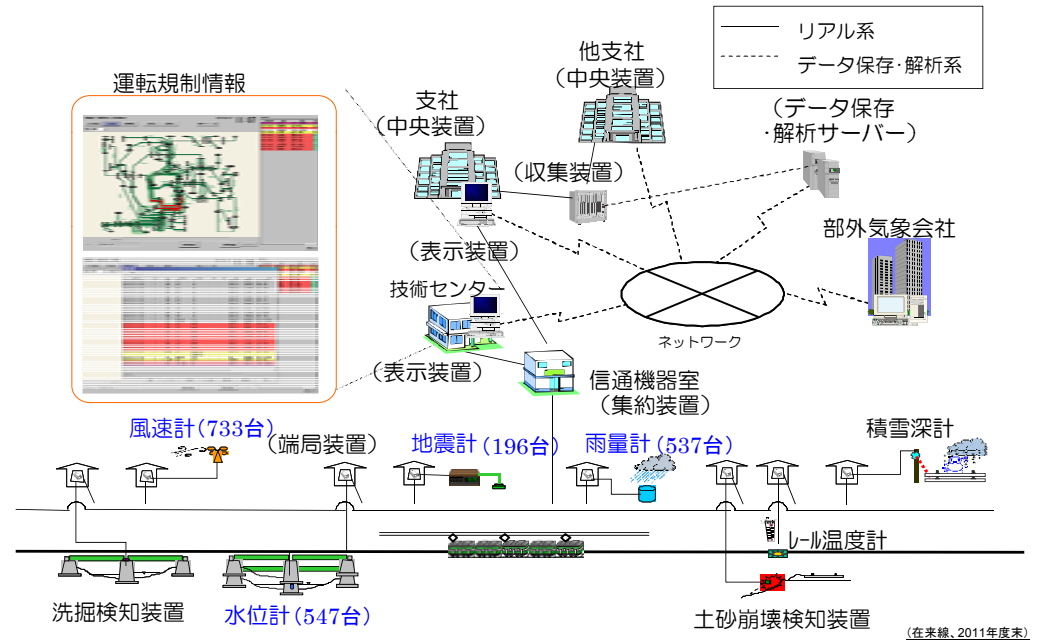 リアル系
データ保存・解析系
運転規制情報
他支社
（中央装置）
支社
（中央装置）
（データ保存
・解析サーバー）
（収集装置）
部外気象会社
（表示装置）
技術センター
ネットワーク
（表示装置）
信通機器室
（集約装置）
風速計（733台）
（端局装置）
地震計（196台）
雨量計（537台）
積雪深計
レール温度計
洗掘検知装置
水位計（547台）
土砂崩壊検知装置
（在来線、2011年度末）